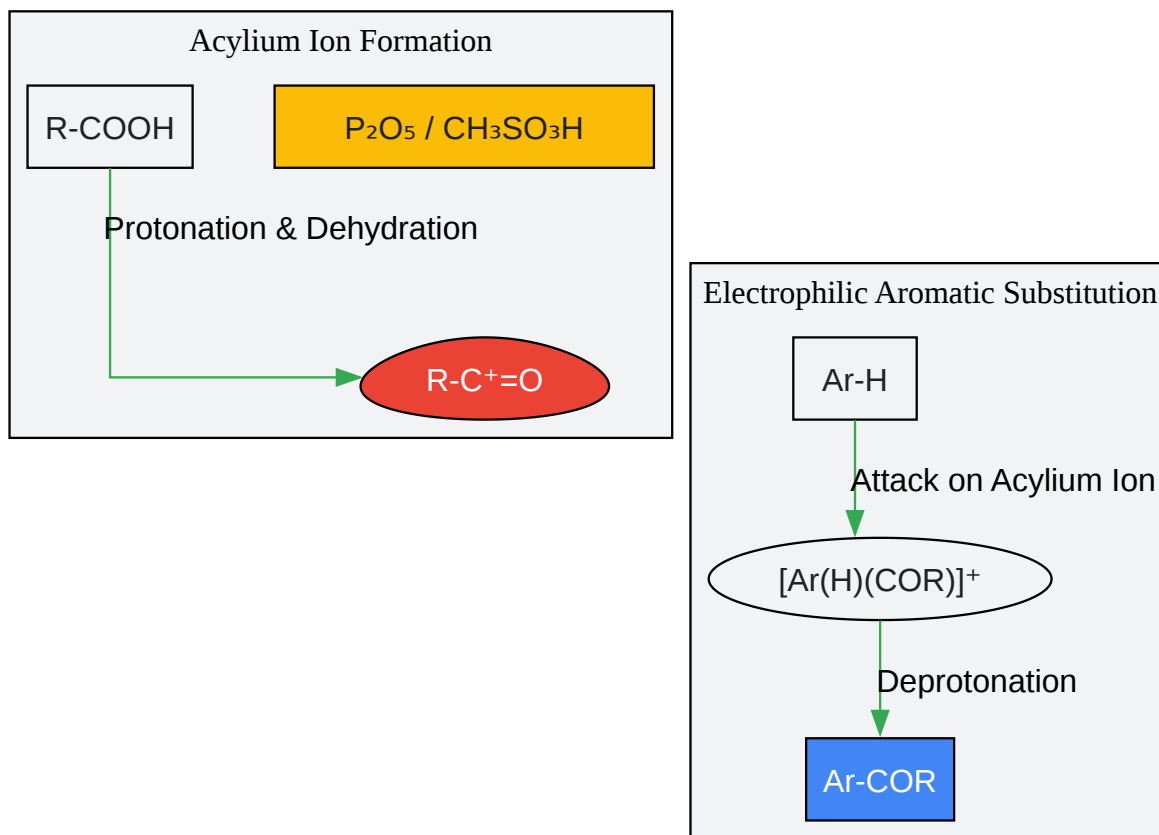 Acylium Ion Formation
R-COOH
P₂O₅ / CH₃SO₃H
Protonation & Dehydration
R-C⁺=O
Electrophilic Aromatic Substitution
Ar-H
Attack on Acylium Ion
[Ar(H)(COR)]⁺
Deprotonation
Ar-COR